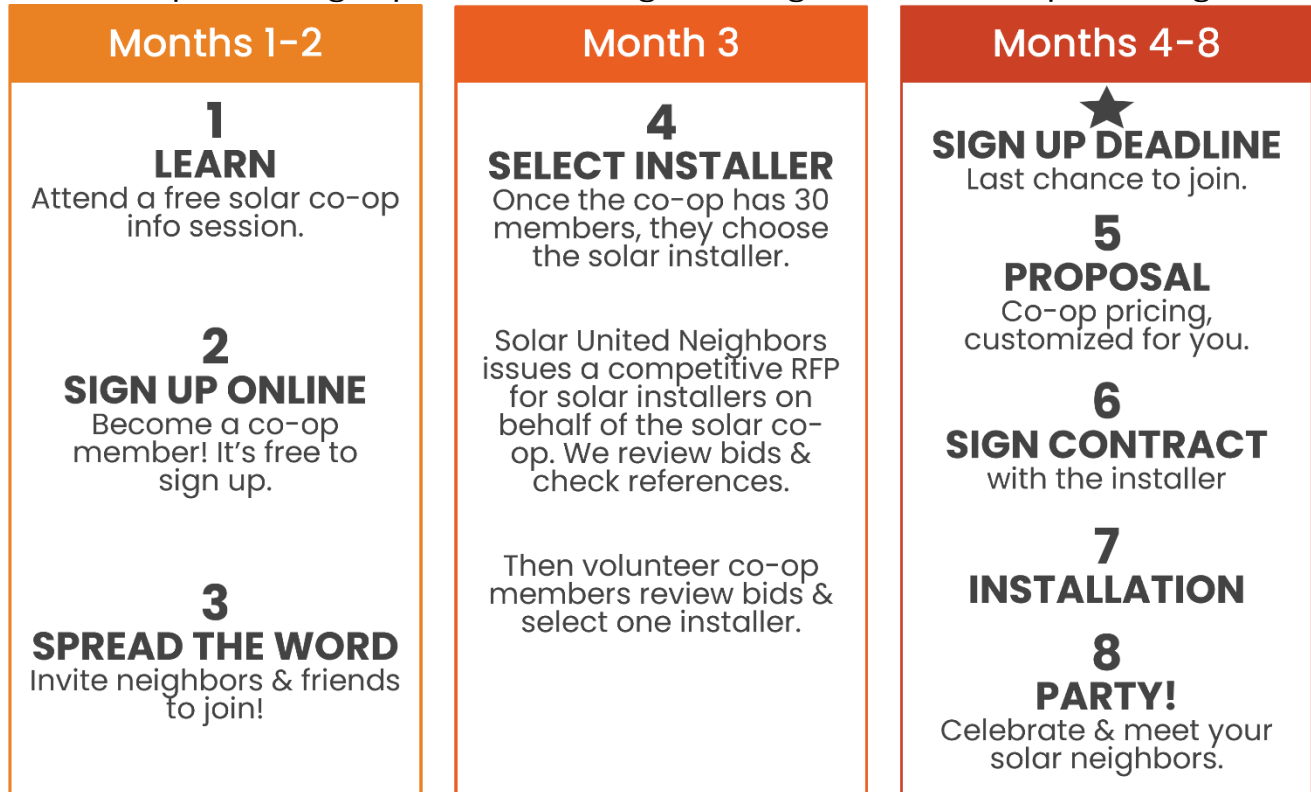 Months 1-2
1
LEARN
Attend a free solar co-op
info session.
2
SIGN UP ONLINE
Become a co-op
member! It's free to
sign up.
3
SPREAD THE WORD
Invite neighbors & friends
to join!
Month 3
4
SELECT INSTALLER
Once the co-op has 30
members, they choose
the solar installer.
Solar United Neighbors
issues a competitive RFP
for solar installers on
behalf of the solar co-
op. We review bids &
check references.
Then volunteer co-op
members review bids &
select one installer.
Months 4-8
SIGN UP DEADLINE
Last chance to join.
5
PROPOSAL
Co-op pricing,
customized for you.
6
SIGN CONTRACT
with the installer
7
INSTALLATION
8
PARTY!
Celebrate & meet your
solar neighbors.